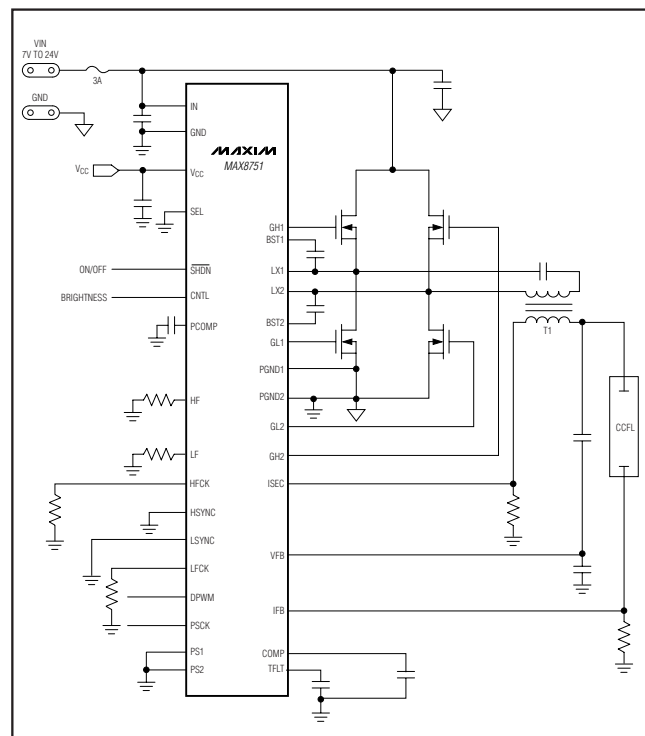 VIN
7V TO 24V
3A
GND
IN
GND
MAXIM
MAX8751
VCC
VCC
SEL
GH1
BST1
ON/OFF
SHDN
LX1
BRIGHTNESS
CNTL
LX2
PCOMP
BST2
T1
GL1
PGND1
CCFL
HF
PGND2
GL2
LF
GH2
HFCK
ISEC
HSYNC
LSYNC
VFB
LFCK
DPWM
IFB
PSCK
PS1
COMP
PS2
TFLT